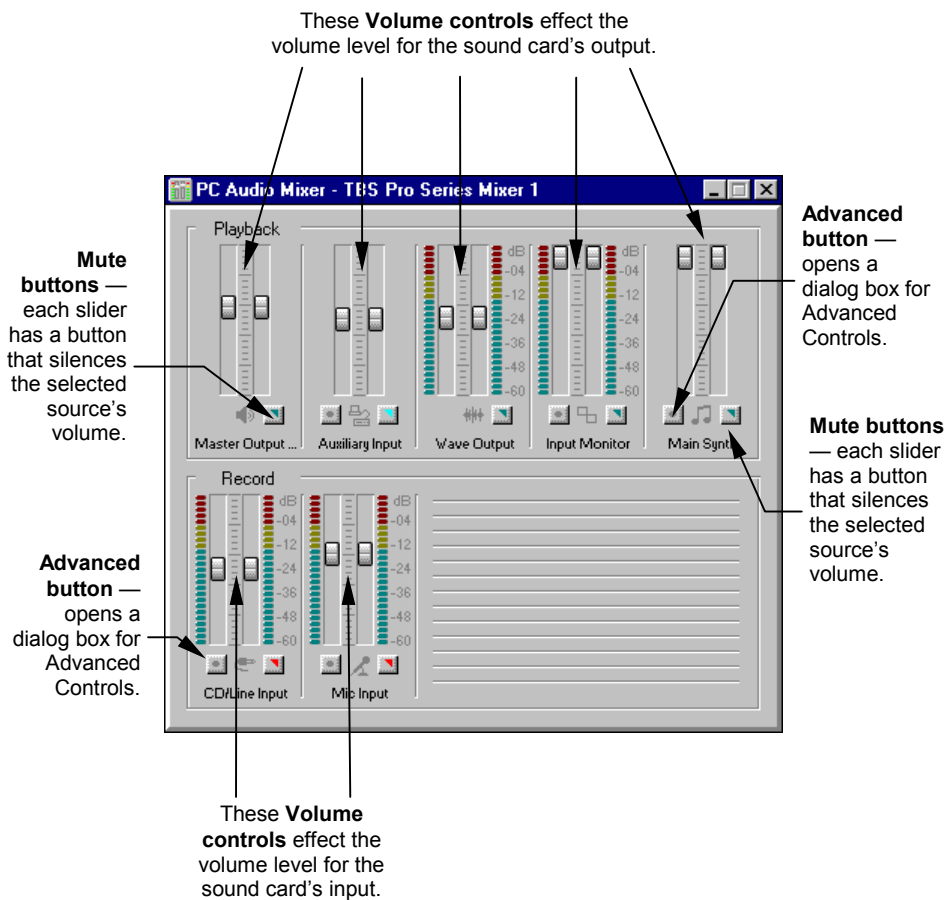 These Volume controls effect the
volume level for the sound card's output.
PC Audio Mixer - TBS Pro Series Mixer 1
Playback
dB
-04
-12
-24
-36
-48
-60
dB
-04
-12
-24
-36
-48
-60
Master Output ...
Auxiliary Input
Wave Output
Input Monitor
Main Synth
Mute
buttons —
each slider
has a button
that silences
the selected
source's
volume.
Advanced
button —
opens a
dialog box for
Advanced
Controls.
Mute buttons
— each slider
has a button
that silences
the selected
source's
volume.
Record
dB
-04
-12
-24
-36
-48
-60
dB
-04
-12
-24
-36
-48
-60
CD/Line Input
Mic Input
Advanced
button —
opens a
dialog box for
Advanced
Controls.
These Volume
controls effect the
volume level for the
sound card's input.